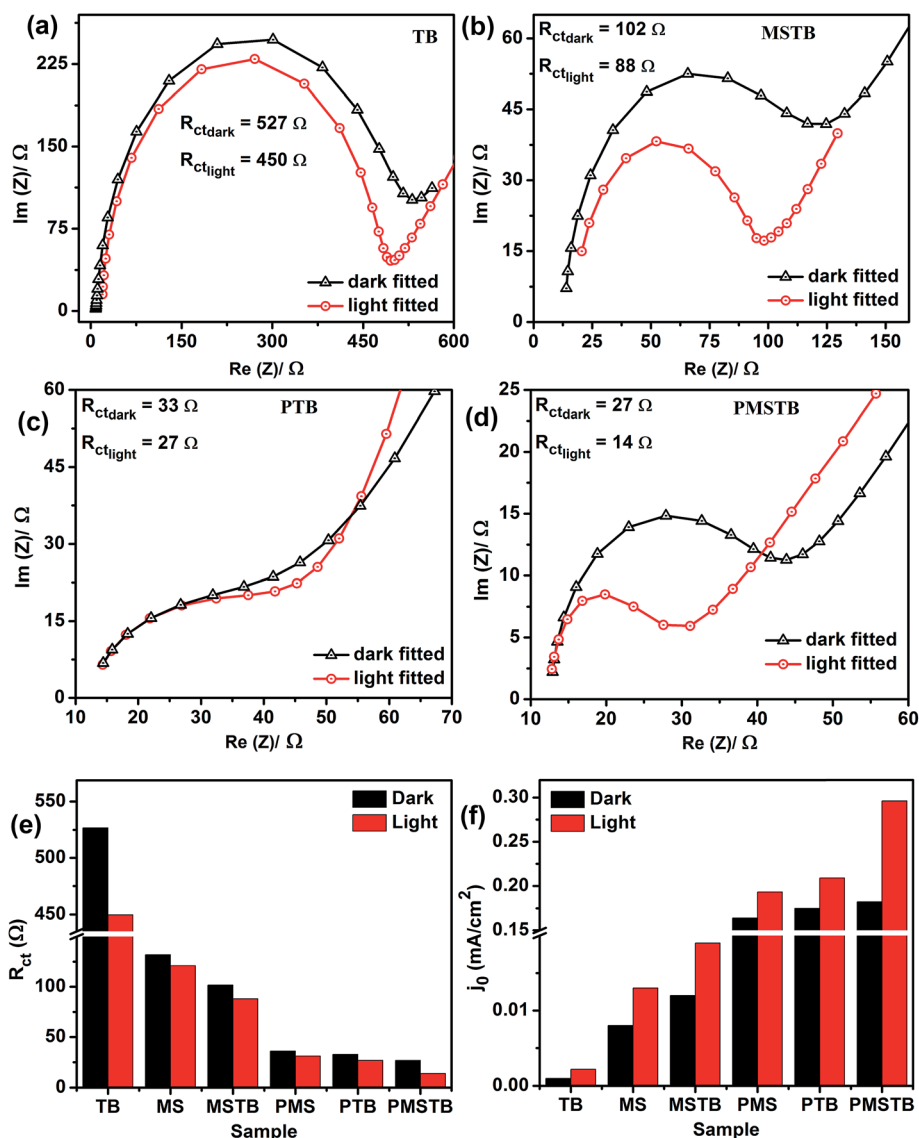 (a)
TB
R_ctdark = 527 Ω
R_ctlight = 450 Ω
dark fitted
light fitted
Im (Z)/ Ω
225
150
75
0
0 150 300 450 600
Re (Z)/ Ω
(b)
MSTB
R_ctdark = 102 Ω
R_ctlight = 88 Ω
dark fitted
light fitted
Im (Z)/ Ω
60
45
30
15
0
0 25 50 75 100 125 150
Re (Z)/ Ω
(c)
PTB
R_ctdark = 33 Ω
R_ctlight = 27 Ω
dark fitted
light fitted
Im (Z)/ Ω
60
45
30
15
0
10 20 30 40 50 60 70
Re (Z)/ Ω
(d)
PMSTB
R_ctdark = 27 Ω
R_ctlight = 14 Ω
dark fitted
light fitted
Im (Z)/ Ω
25
20
15
10
5
0
10 20 30 40 50 60
Re (Z)/ Ω
(e)
Dark
Light
R_ct (Ω)
550
500
450
100
50
0
TB MS MSTB PMS PTB PMSTB
Sample
(f)
Dark
Light
j_0 (mA/cm²)
0.30
0.25
0.20
0.15
0.01
0.00
TB MS MSTB PMS PTB PMSTB
Sample